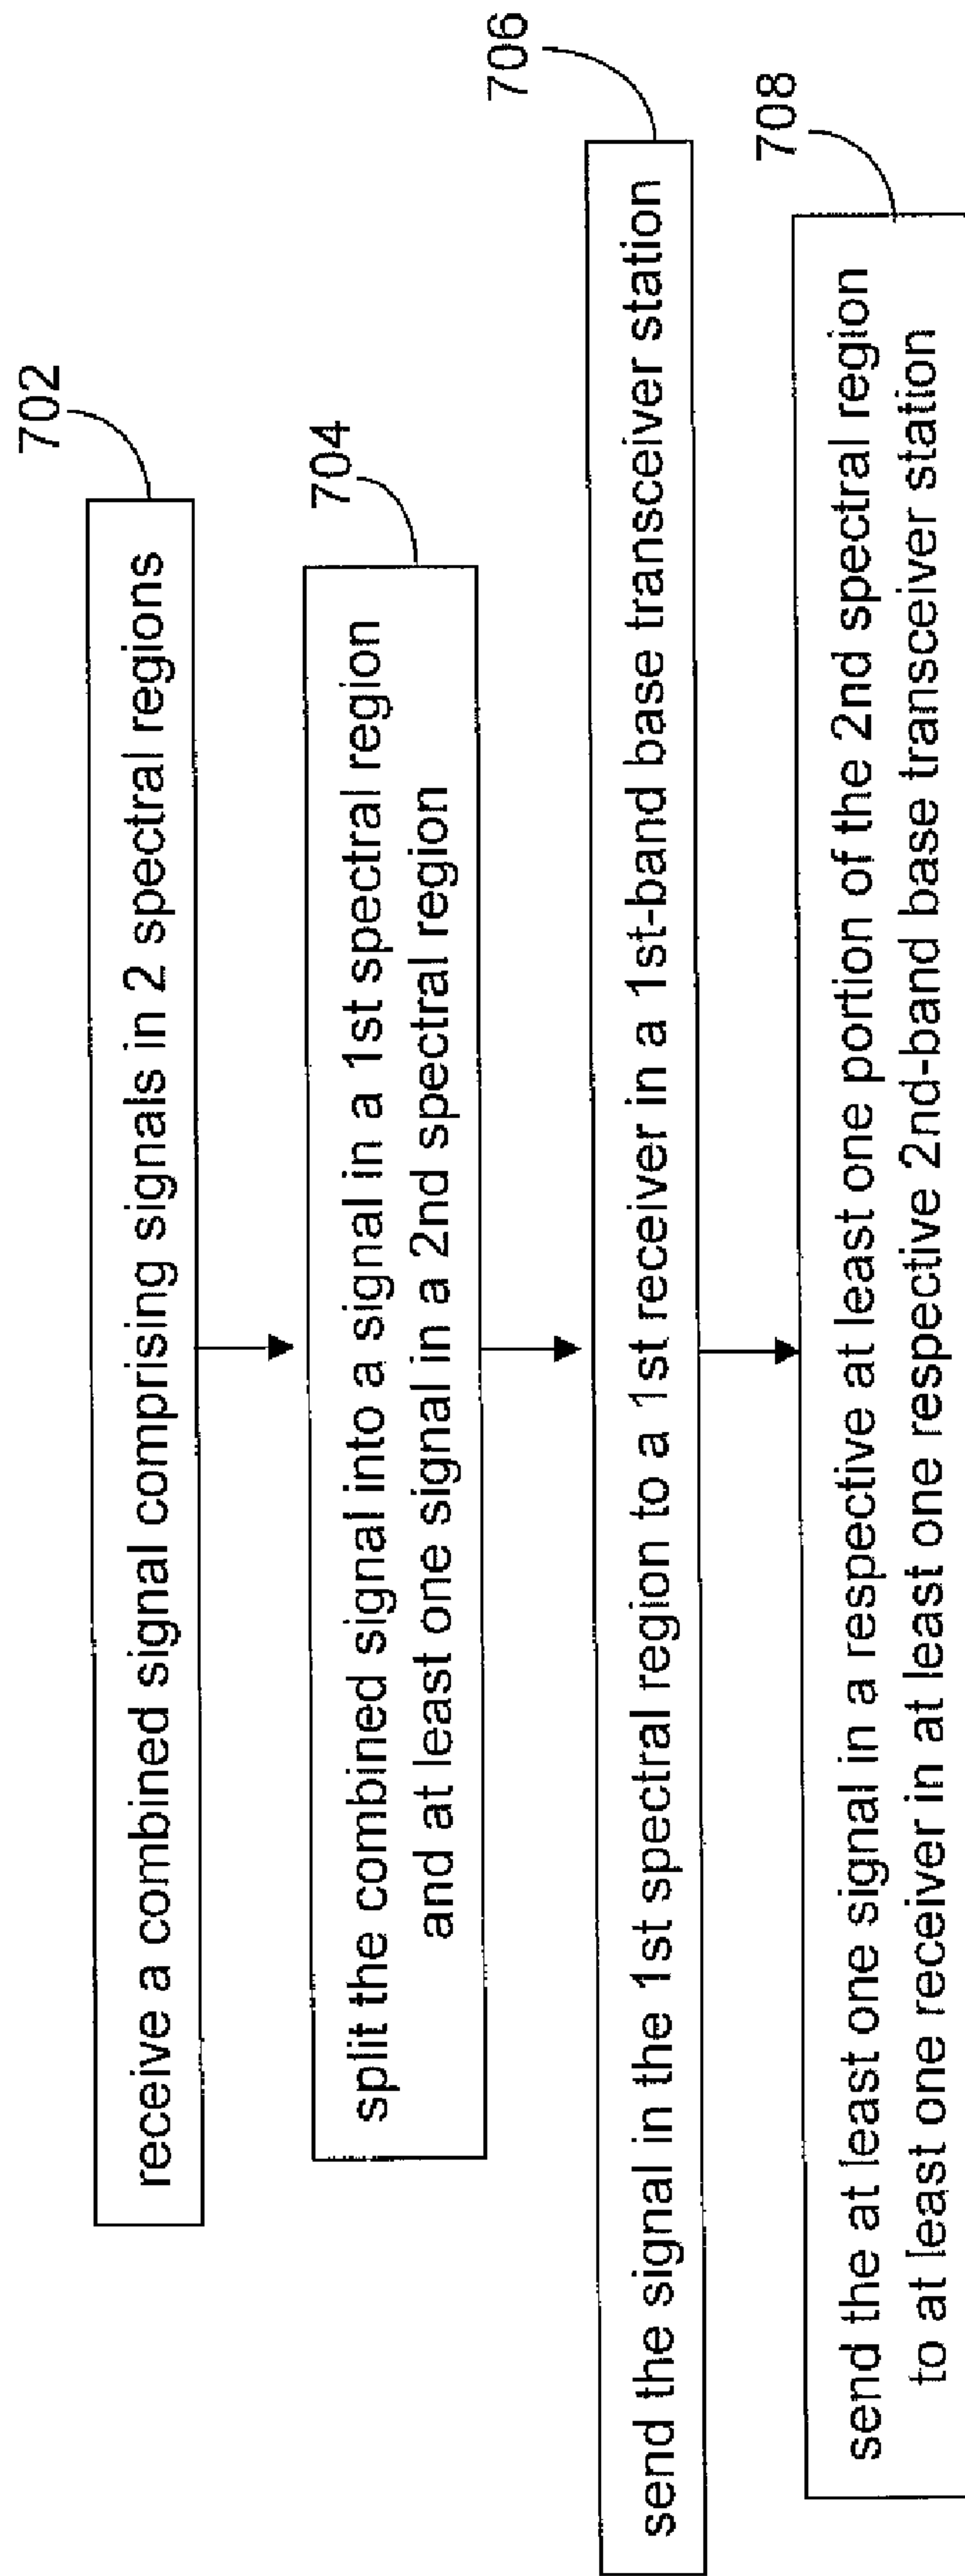 702
receive a combined signal comprising signals in 2 spectral regions
704
split the combined signal into a signal in a 1st spectral region
and at least one signal in a 2nd spectral region
706
send the signal in the 1st spectral region to a 1st receiver in a 1st-band base transceiver station
708
send the at least one signal in a respective at least one portion of the 2nd spectral region
to at least one receiver in at least one respective 2nd-band base transceiver station